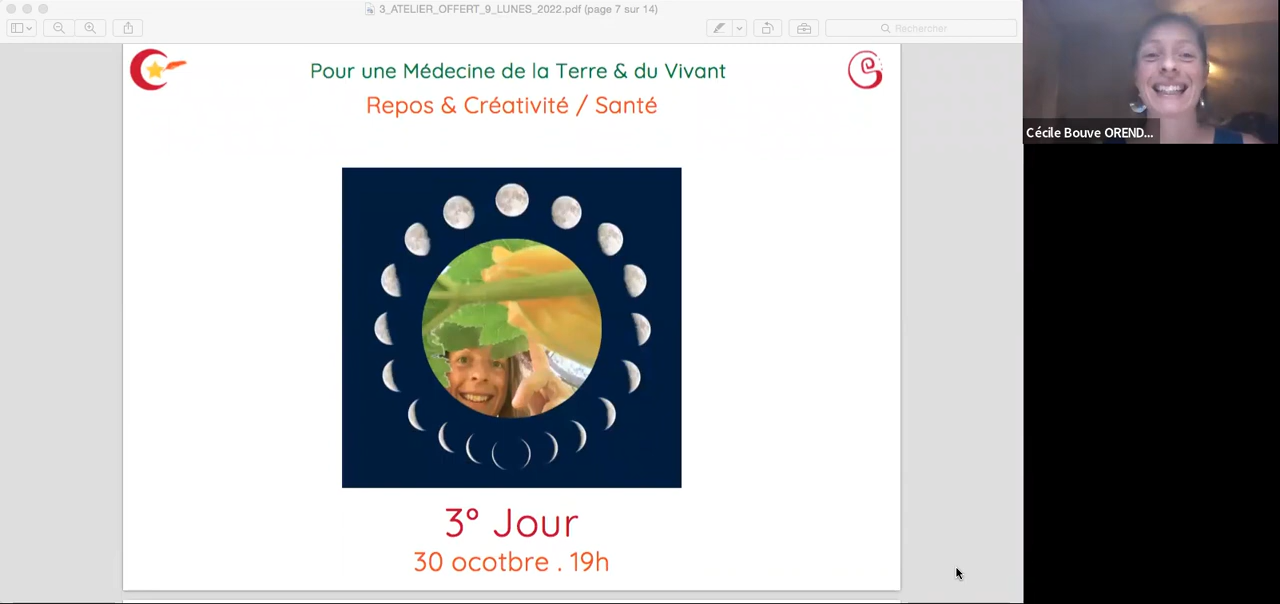 3_ATELIER_OFFERT_9_LUNES_2022.pdf (page 7 sur 14)
Rechercher
Pour une Médecine de la Terre & du Vivant
Repos & Créativité / Santé
Cécile Bouve OREND...
3° Jour
30 ocotbre . 19h